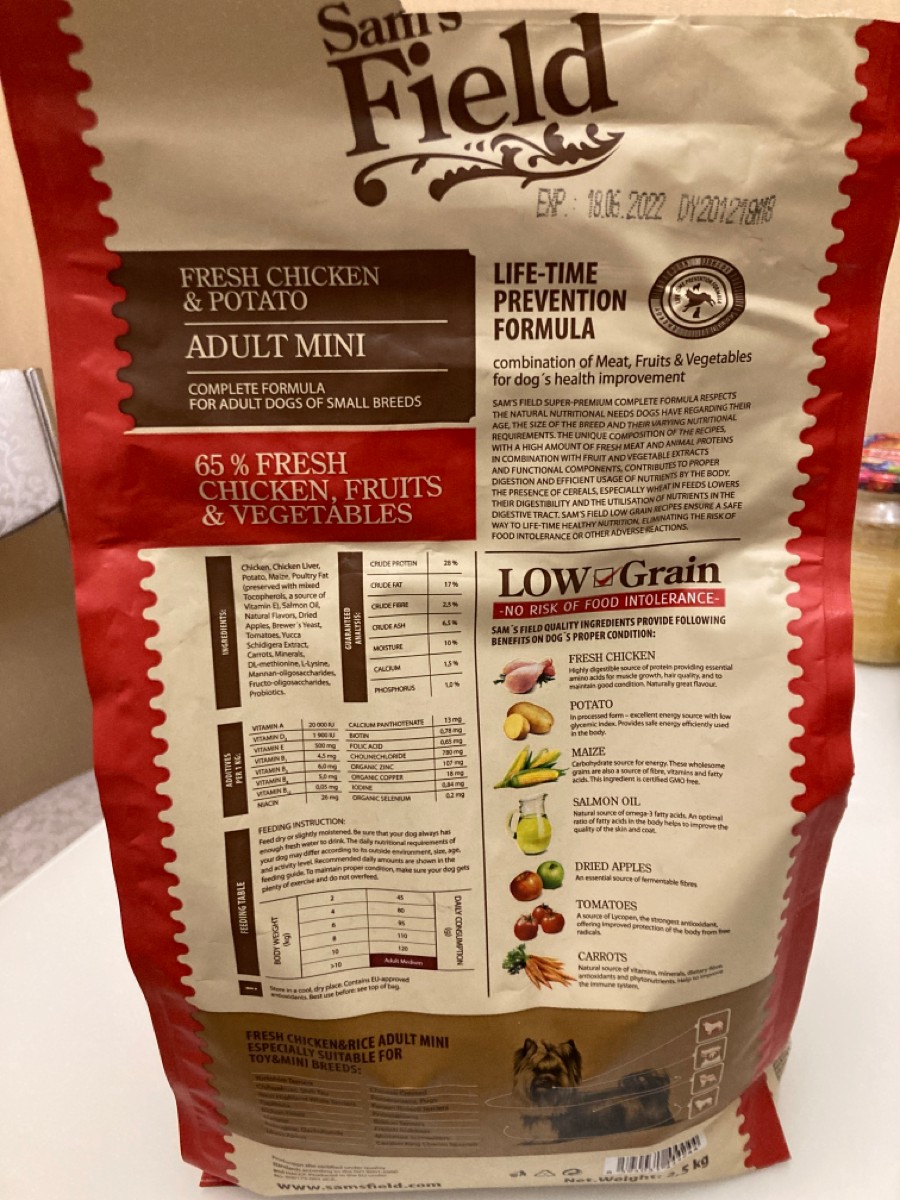 Sam's
Field
EXP.: 18.06.2022 DY201219M8
FRESH CHICKEN
& POTATO
ADULT MINI
COMPLETE FORMULA
FOR ADULT DOGS OF SMALL BREEDS
65 % FRESH
CHICKEN, FRUITS
& VEGETABLES
LIFE-TIME
PREVENTION
FORMULA
combination of Meat, Fruits & Vegetables
for dog´s health improvement
SAM'S FIELD SUPER-PREMIUM COMPLETE FORMULA RESPECTS
THE NATURAL NUTRITIONAL NEEDS DOGS HAVE REGARDING THEIR
AGE, THE SIZE OF THE BREED AND THEIR VARYING NUTRITIONAL
REQUIREMENTS. THE UNIQUE COMPOSITION OF THE RECIPES,
WITH A HIGH AMOUNT OF FRESH MEAT AND ANIMAL PROTEINS
IN COMBINATION WITH FRUIT AND VEGETABLE EXTRACTS
AND FUNCTIONAL COMPONENTS, CONTRIBUTES TO PROPER
DIGESTION AND EFFICIENT USAGE OF NUTRIENTS BY THE BODY.
THE PRESENCE OF CEREALS, ESPECIALLY WHEAT IN FEEDS LOWERS
THEIR DIGESTIBILITY AND THE UTILISATION OF NUTRIENTS IN THE
DIGESTIVE TRACT. SAM'S FIELD LOW GRAIN RECIPES ENSURE A SAFE
WAY TO LIFE-TIME HEALTHY NUTRITION, ELIMINATING THE RISK OF
FOOD INTOLERANCE OR OTHER ADVERSE REACTIONS.
INGREDIENTS:
Chicken, Chicken Liver,
Potato, Maize, Poultry Fat
(preserved with mixed
Tocopherols, a source of
Vitamin E), Salmon Oil,
Natural Flavors, Dried
Apples, Brewer´s Yeast,
Tomatoes, Yucca
Schidigera Extract,
Carrots, Minerals,
DL-methionine, L-Lysine,
Mannan-oligosaccharides,
Fructo-oligosaccharides,
Probiotics.
GUARANTEED
ANALYSIS:
CRUDE PROTEIN 28 %
CRUDE FAT 17 %
CRUDE FIBRE 2,5 %
CRUDE ASH 6,5 %
MOISTURE 10 %
CALCIUM 1,5 %
PHOSPHORUS 1,0 %
ADDITIVES
PER 1 KG:
VITAMIN A 20 000 IU
VITAMIN D3 1 900 IU
VITAMIN E 500 mg
VITAMIN B1 4,5 mg
VITAMIN B2 6,0 mg
VITAMIN B6 5,0 mg
VITAMIN B12 0,05 mg
NIACIN 26 mg
CALCIUM PANTHOTENATE 13 mg
BIOTIN 0,78 mg
FOLIC ACID 0,65 mg
CHOLINECHLORIDE 780 mg
ORGANIC ZINC 107 mg
ORGANIC COPPER 18 mg
IODINE 0,84 mg
ORGANIC SELENIUM 0,2 mg
FEEDING TABLE
FEEDING INSTRUCTION:
Feed dry or slightly moistened. Be sure that your dog always has
enough fresh water to drink. The daily nutritional requirements of
your dog may differ according to its outside environment, size, age,
and activity level. Recommended daily amounts are shown in the
feeding guide. To maintain proper condition, make sure your dog gets
plenty of exercise and do not overfeed.
BODY WEIGHT
(kg)
2 45
4 80
6 95
8 110
10 120
>10 Adult Medium
DAILY CONSUMPTION
(g)
Store in a cool, dry place. Contains EU-approved
antioxidants. Best use before: see top of bag.
LOW Grain
-NO RISK OF FOOD INTOLERANCE-
SAM´S FIELD QUALITY INGREDIENTS PROVIDE FOLLOWING
BENEFITS ON DOG´S PROPER CONDITION:
FRESH CHICKEN
Highly digestible source of protein providing essential
amino acids for muscle growth, hair quality, and to
maintain good condition. Naturally great flavour.
POTATO
In processed form – excellent energy source with low
glycemic index. Provides safe energy efficiently used
in the body.
MAIZE
Carbohydrate source for energy. These wholesome
grains are also a source of fibre, vitamins and fatty
acids. This ingredient is certified GMO free.
SALMON OIL
Natural source of omega-3 fatty acids. An optimal
ratio of fatty acids in the body helps to improve the
quality of the skin and coat.
DRIED APPLES
An essential source of fermentable fibres
TOMATOES
A source of Lycopen, the strongest antioxidant,
offering improved protection of the body from free
radicals.
CARROTS
Natural source of vitamins, minerals, dietary fibres
antioxidants and phytonutrients. Help to improve
the immune system.
FRESH CHICKEN&RICE ADULT MINI
ESPECIALLY SUITABLE FOR
TOY&MINI BREEDS:
www.samsfield.com
Net Weight: 2.5 kg